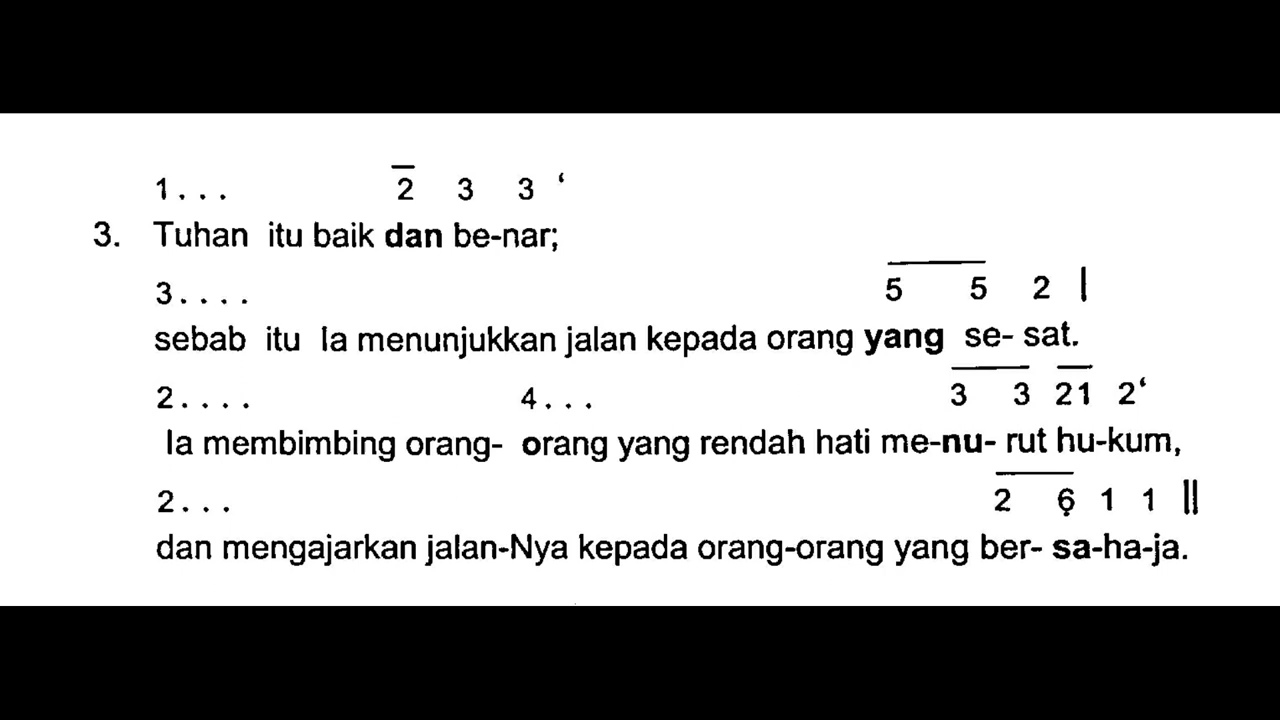 1 . . . 2̅ 3 3 ‘
3. Tuhan itu baik dan be-nar;
3 . . . . 5 5 2 |
sebab itu Ia menunjukkan jalan kepada orang yang se- sat.
2 . . . . 4 . . . 3 3 21 2‘
Ia membimbing orang- orang yang rendah hati me-nu- rut hu-kum,
2 . . . 2 6̣ 1 1 ||
dan mengajarkan jalan-Nya kepada orang-orang yang ber- sa-ha-ja.